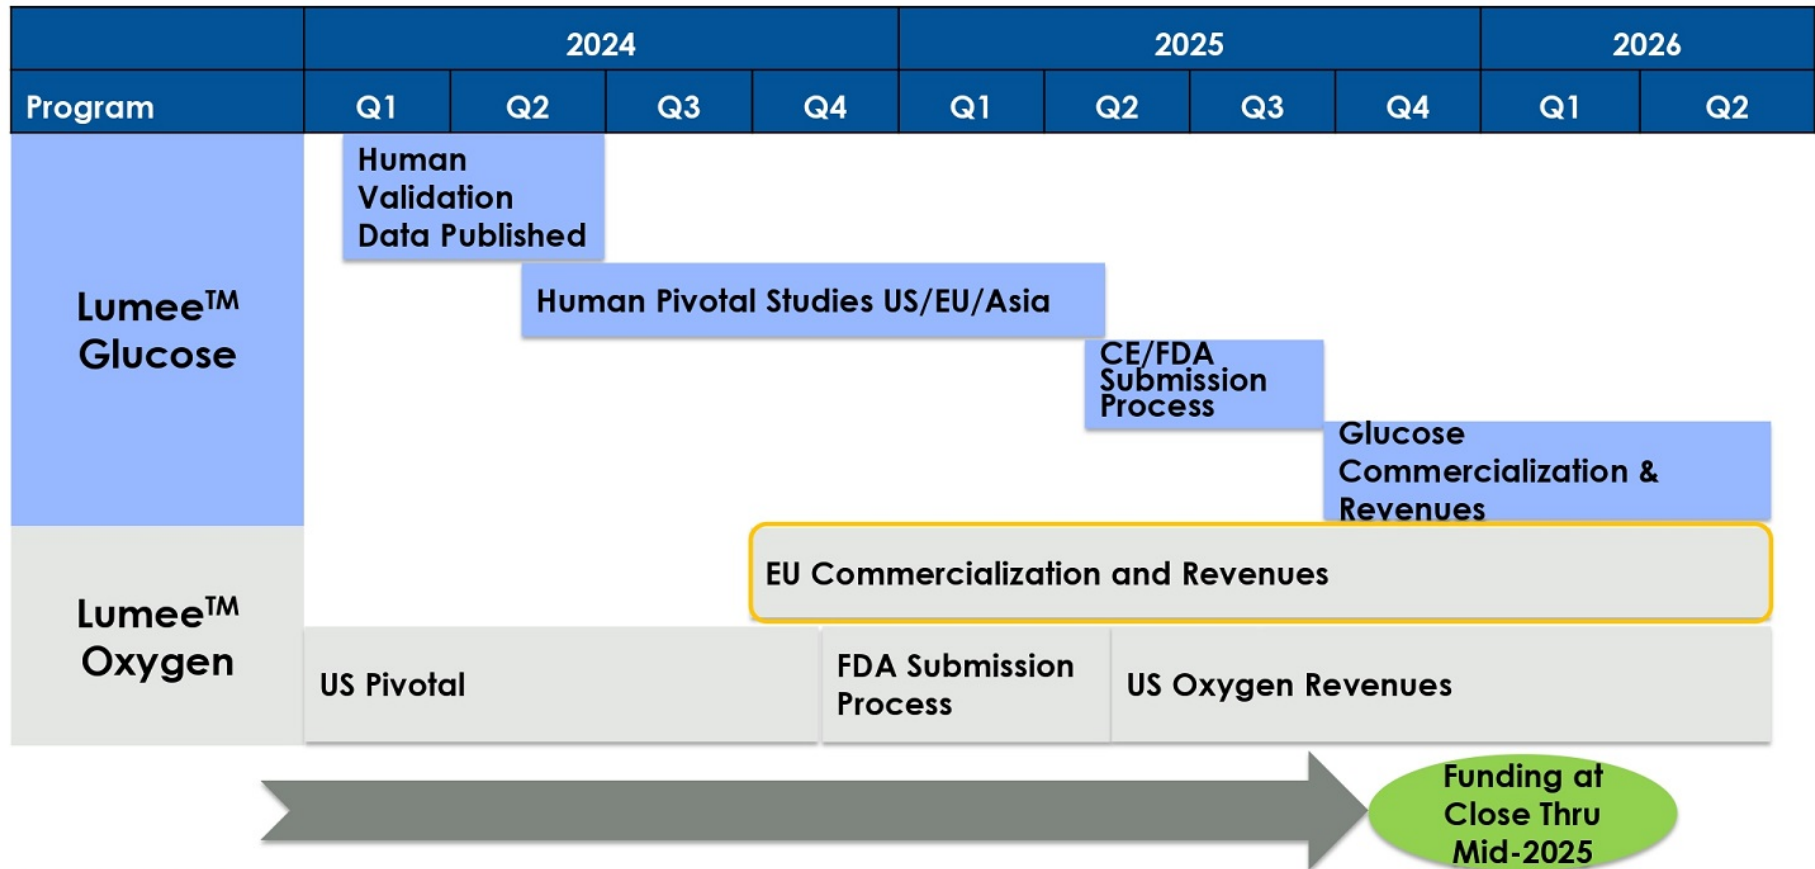 2024 2025 2026
Program Q1 Q2 Q3 Q4 Q1 Q2 Q3 Q4 Q1 Q2
Lumee™
Glucose
Human
Validation
Data Published
Human Pivotal Studies US/EU/Asia
CE/FDA
Submission
Process
Glucose
Commercialization &
Revenues
Lumee™
Oxygen
EU Commercialization and Revenues
US Pivotal
FDA Submission
Process
US Oxygen Revenues
Funding at
Close Thru
Mid-2025